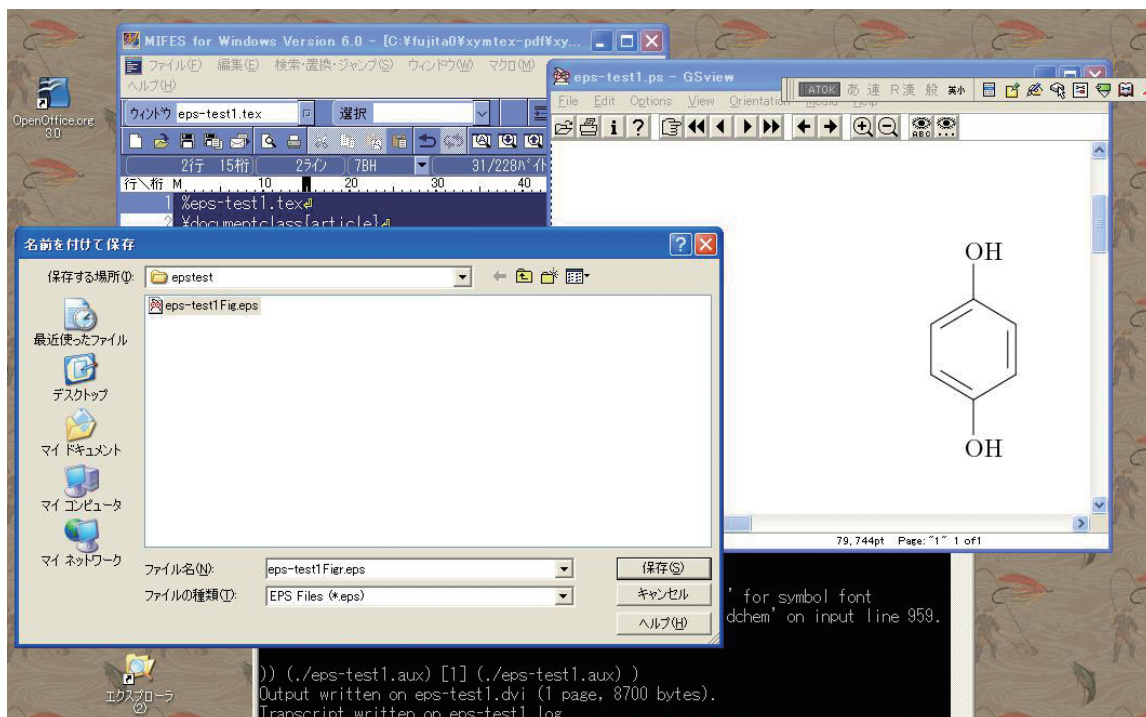 OpenOffice.org
3.0
MIFES for Windows Version 6.0 - [C:¥fujita0¥xymtex-pdf¥xy...
ファイル(F) 編集(E) 検索・置換・ジャンプ(S) ウィンドウ(W) マクロ(M)
ヘルプ(H)
ウィンドウ eps-test1.tex 選択
2行 15桁 2ライン 7BH 31/228バイト
行\桁 M 10 20 30 40
1 %eps-test1.tex
2 ¥documentclass{article}
eps-test1.ps - GSview
File Edit Options View Orientation Media Help
ATOK あ 連 R漢 般 英小
OH
OH
79, 744pt Page: "1" 1 of 1
名前を付けて保存
保存する場所(I): epstest
eps-test1Fig.eps
最近使ったファイル
デスクトップ
マイ ドキュメント
マイ コンピュータ
マイ ネットワーク
ファイル名(N): eps-test1Figr.eps 保存(S)
ファイルの種類(T): EPS Files (*.eps) キャンセル
ヘルプ(H)
' for symbol font
dchem' on input line 959.
)) (./eps-test1.aux) [1] (./eps-test1.aux) )
Output written on eps-test1.dvi (1 page, 8700 bytes).
Transcript written on eps-test1.log
エクスプローラ
(2)